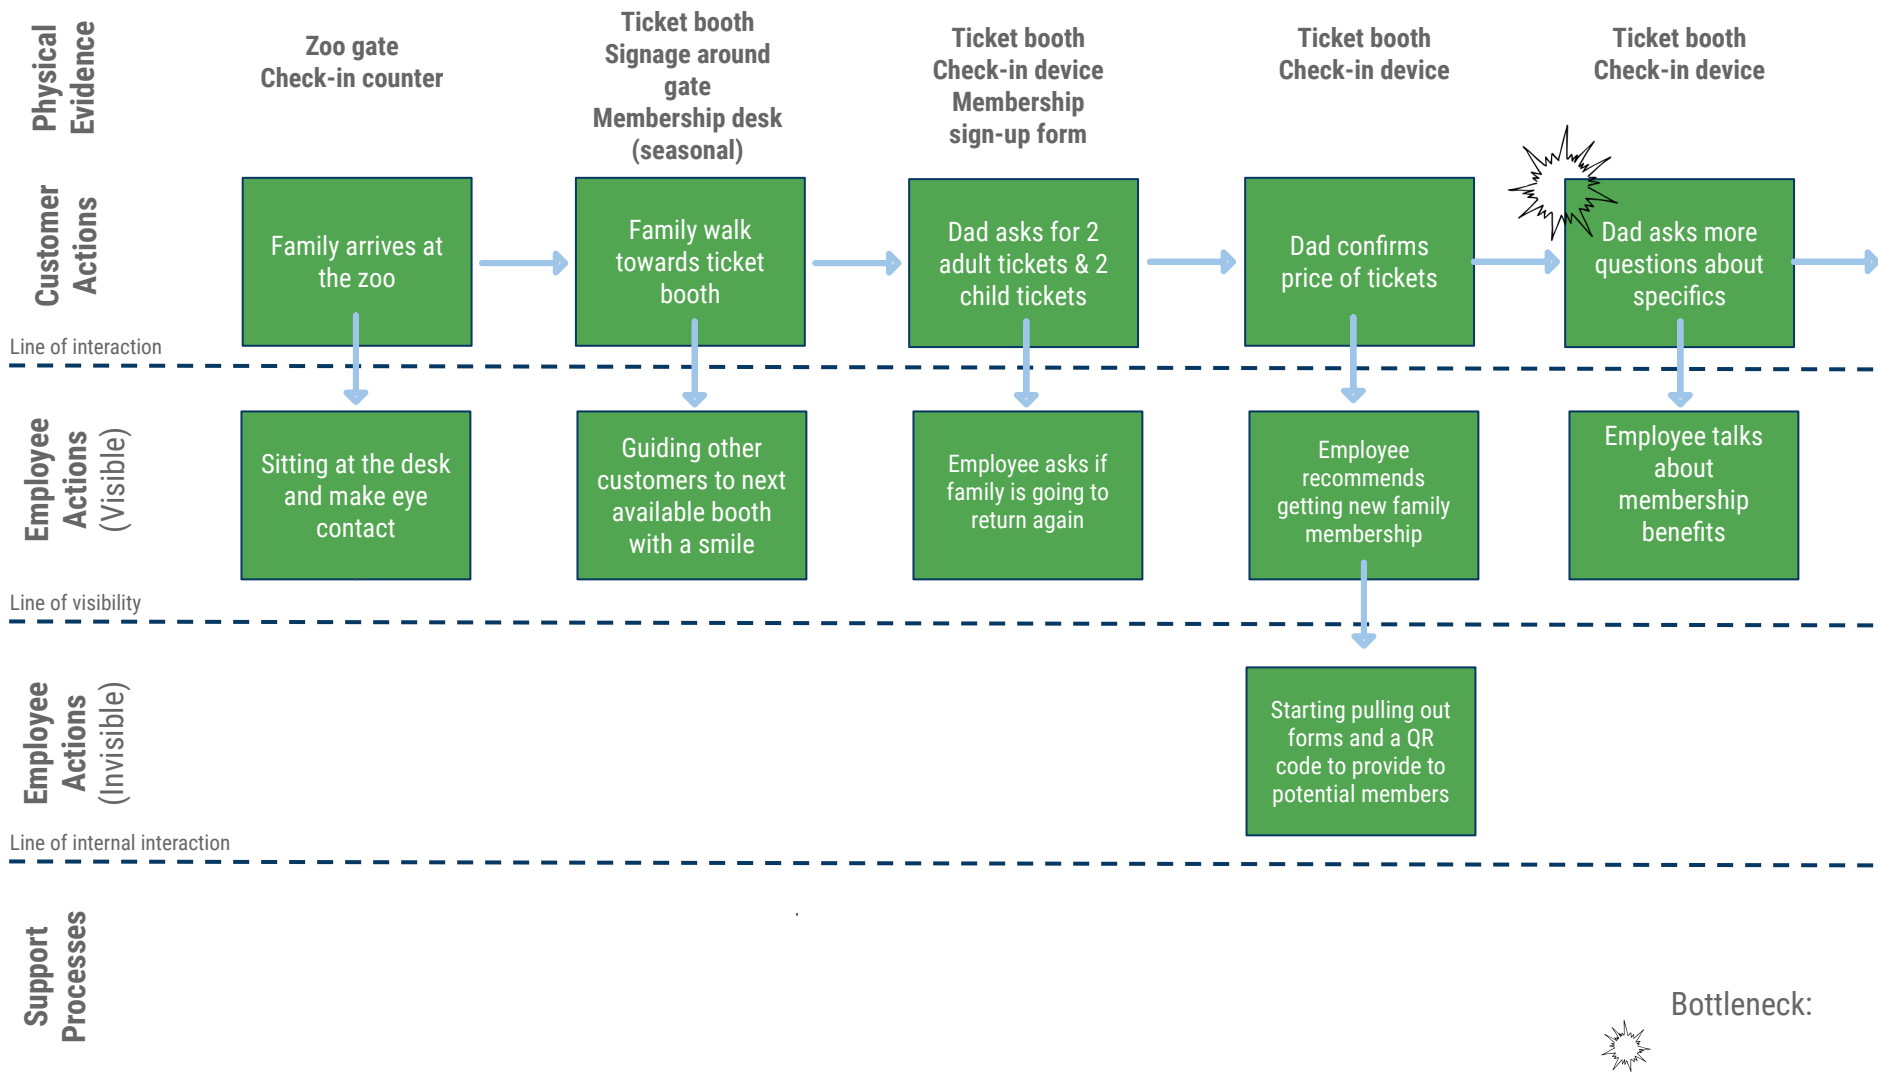 Physical
Evidence
Zoo gate
Check-in counter
Ticket booth
Signage around
gate
Membership desk
(seasonal)
Ticket booth
Check-in device
Membership
sign-up form
Ticket booth
Check-in device
Ticket booth
Check-in device
Customer
Actions
Family arrives at
the zoo
Family walk
towards ticket
booth
Dad asks for 2
adult tickets & 2
child tickets
Dad confirms
price of tickets
Dad asks more
questions about
specifics
Line of interaction
Employee
Actions
(Visible)
Sitting at the desk
and make eye
contact
Guiding other
customers to next
available booth
with a smile
Employee asks if
family is going to
return again
Employee
recommends
getting new family
membership
Employee talks
about
membership
benefits
Line of visibility
Employee
Actions
(Invisible)
Starting pulling out
forms and a QR
code to provide to
potential members
Line of internal interaction
Support
Processes
Bottleneck: